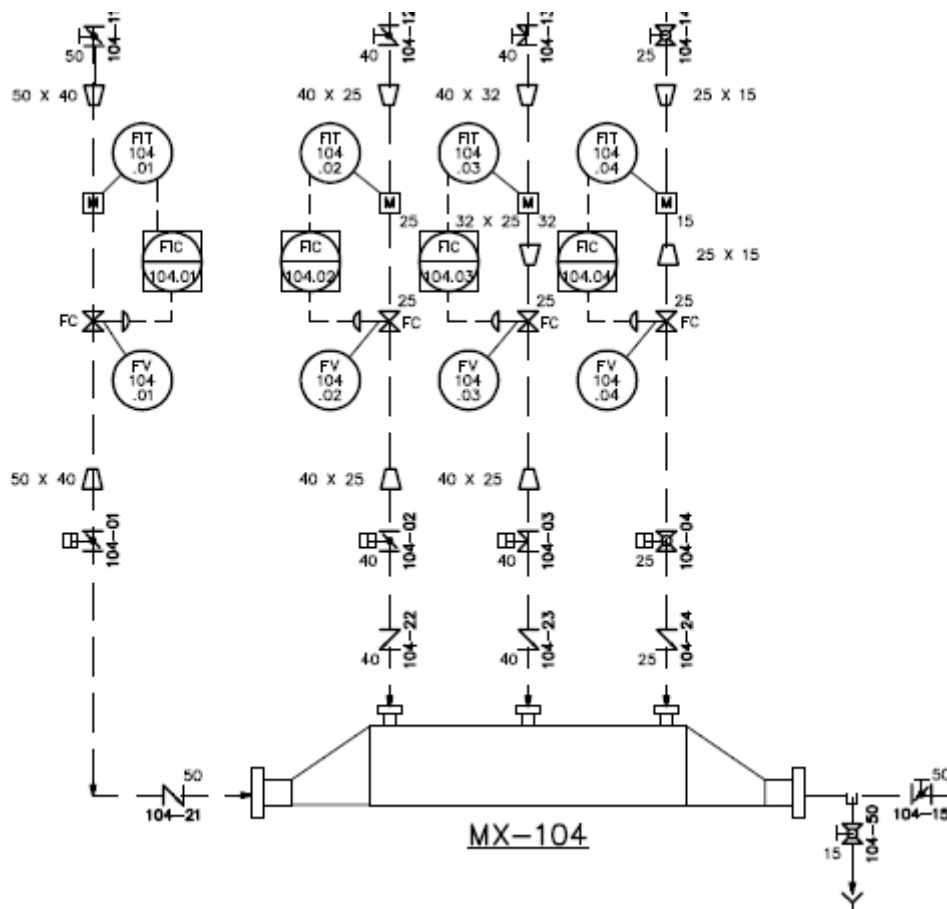 104-11
104-12
104-13
104-14
50
40
40
25
50 X 40
40 X 25
40 X 32
25 X 15
FIT
104
.01
FIT
104
.02
FIT
104
.03
FIT
104
.04
M
M
M
M
25
32 X 25
32
15
FIC
104.01
FIC
104.02
FIC
104.03
FIC
104.04
25 X 15
25
25
25
FC
FC
FC
FC
FV
104
.01
FV
104
.02
FV
104
.03
FV
104
.04
50 X 40
40 X 25
40 X 25
104-01
104-02
104-03
104-04
40
40
25
104-22
104-23
104-24
40
40
25
50
104-21
MX-104
50
104-15
104-50
15